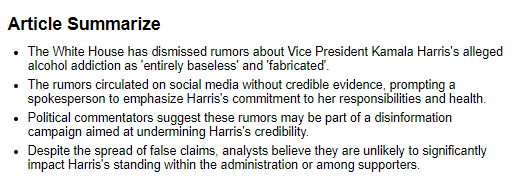 Article Summarize
• The White House has dismissed rumors about Vice President Kamala Harris's alleged
alcohol addiction as 'entirely baseless' and 'fabricated'.
• The rumors circulated on social media without credible evidence, prompting a
spokesperson to emphasize Harris's commitment to her responsibilities and health.
• Political commentators suggest these rumors may be part of a disinformation
campaign aimed at undermining Harris's credibility.
• Despite the spread of false claims, analysts believe they are unlikely to significantly
impact Harris's standing within the administration or among supporters.